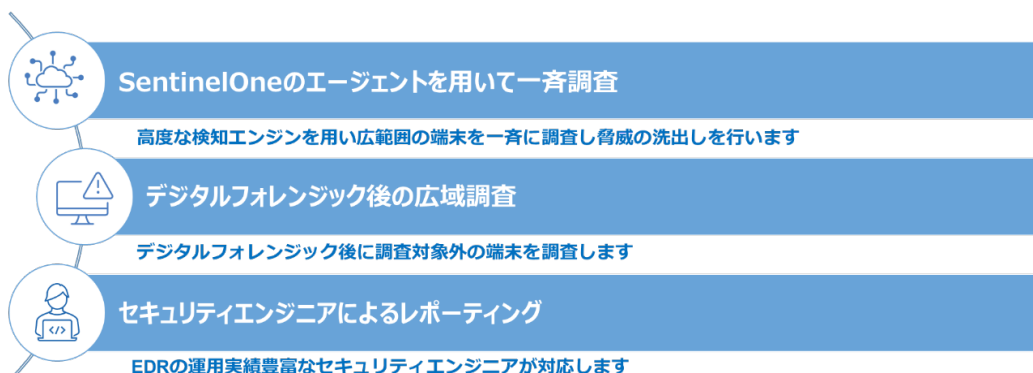 SentinelOneのエージェントを用いて一斉調査
高度な検知エンジンを用い広範囲の端末を一斉に調査し脅威の洗出しを行います
デジタルフォレンジック後の広域調査
デジタルフォレンジック後に調査対象外の端末を調査します
セキュリティエンジニアによるレポーティング
EDRの運用実績豊富なセキュリティエンジニアが対応します